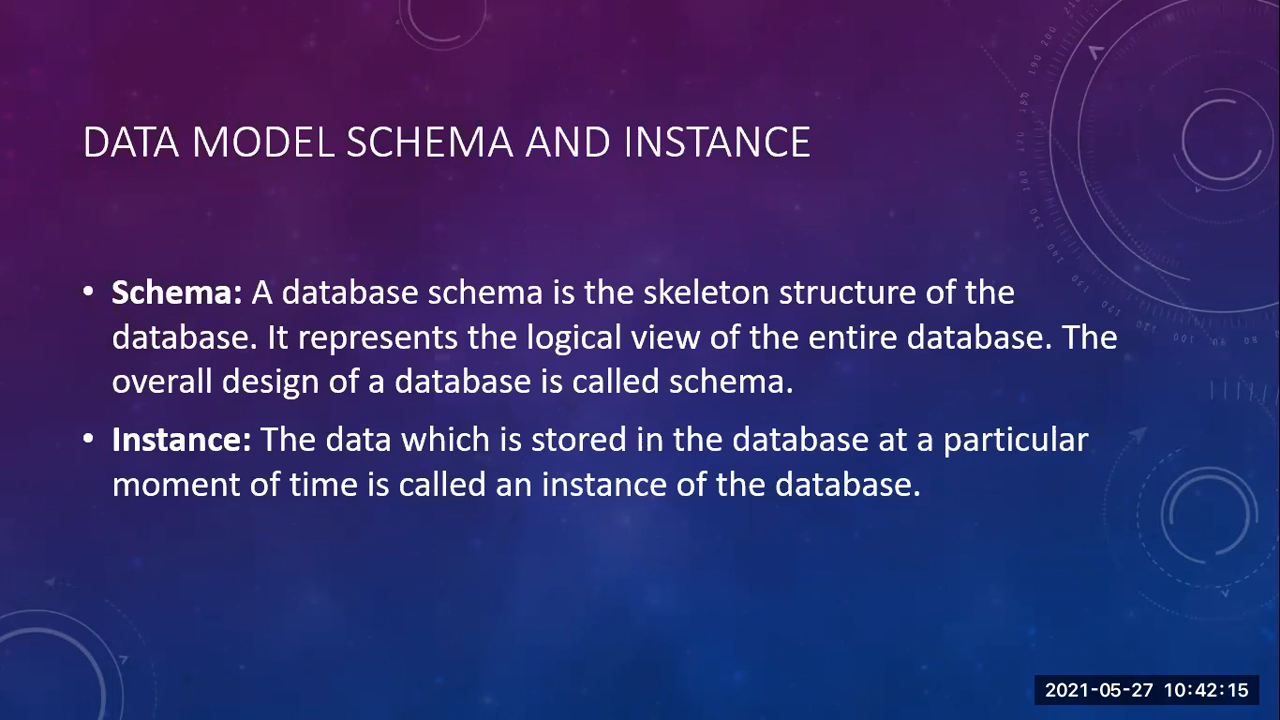 DATA MODEL SCHEMA AND INSTANCE
• Schema: A database schema is the skeleton structure of the
database. It represents the logical view of the entire database. The
overall design of a database is called schema.
• Instance: The data which is stored in the database at a particular
moment of time is called an instance of the database.
2021-05-27 10:42:15